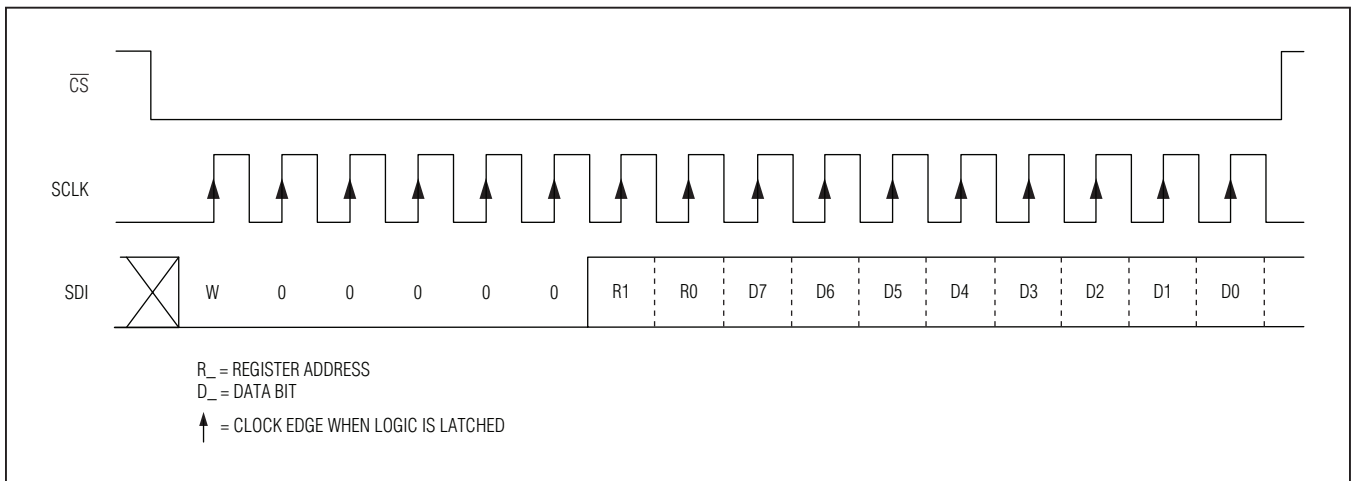 C̅S̅
SCLK
SDI W 0 0 0 0 0 R1 R0 D7 D6 D5 D4 D3 D2 D1 D0
R_ = REGISTER ADDRESS
D_ = DATA BIT
= CLOCK EDGE WHEN LOGIC IS LATCHED